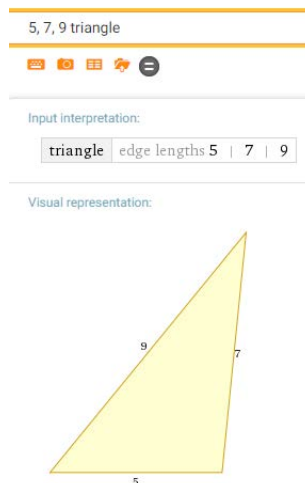 5, 7, 9 triangle
Input interpretation:
triangle edge lengths 5 | 7 | 9
Visual representation:
9
7
5